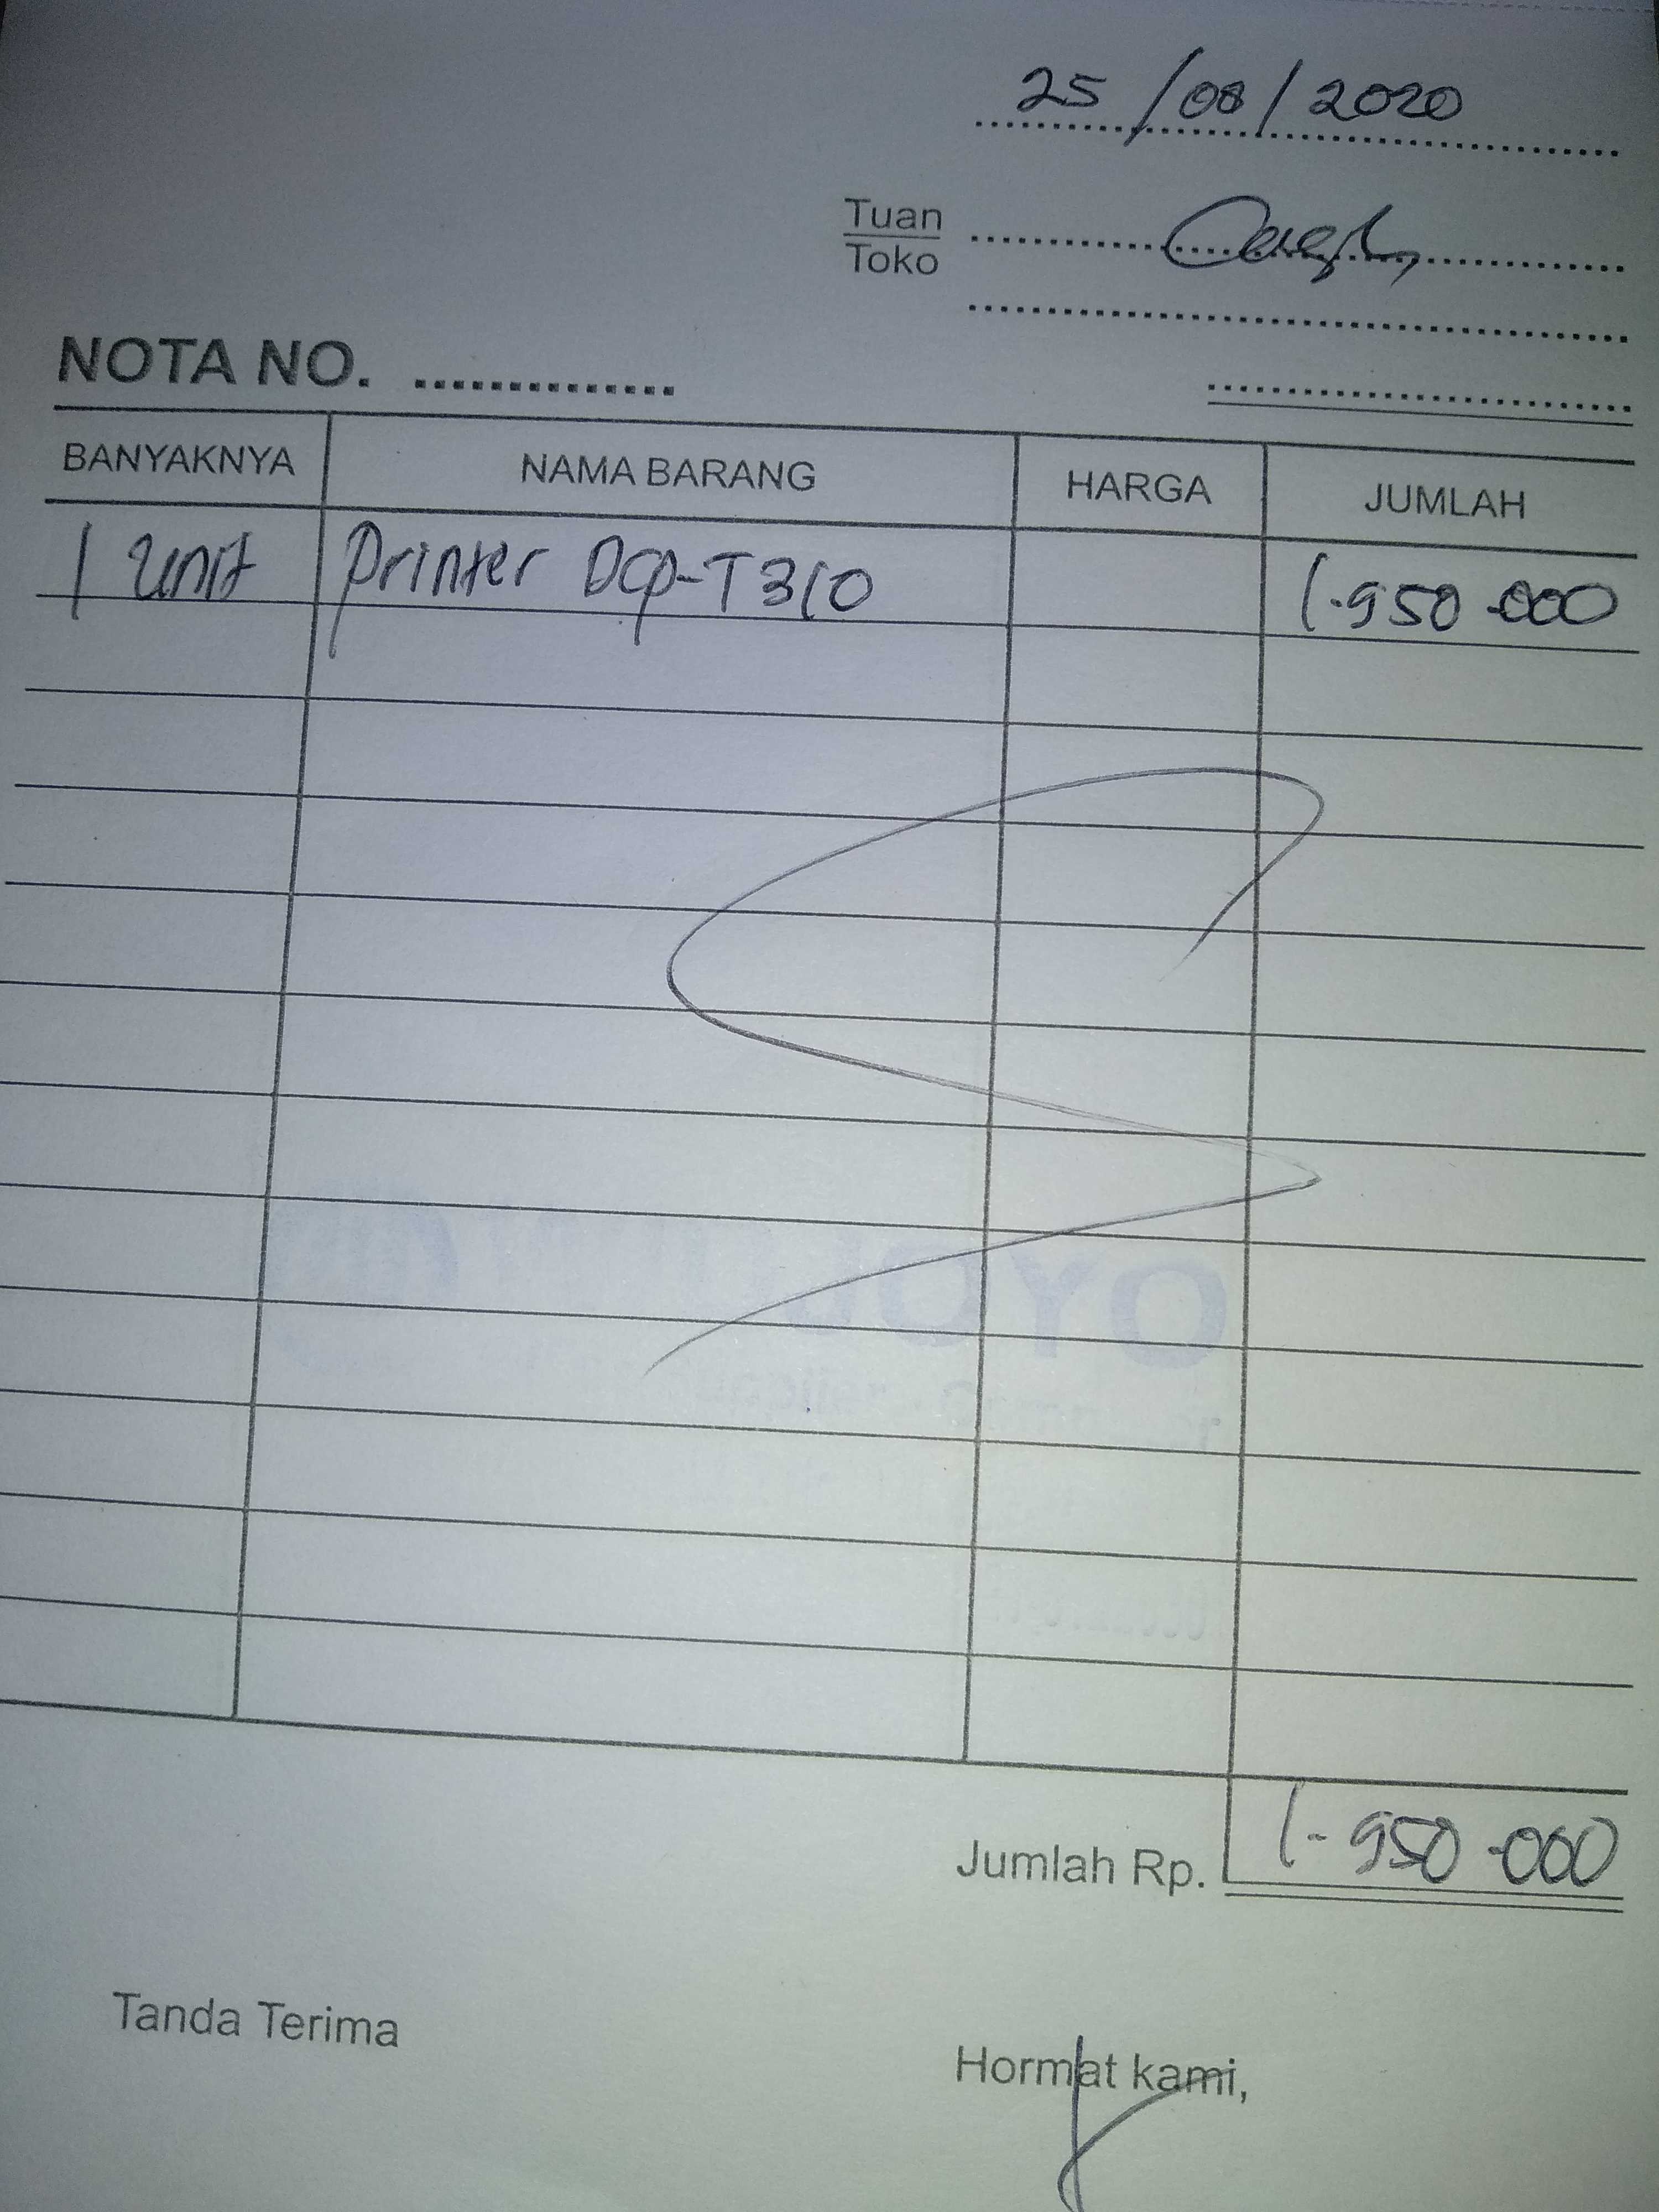 25/08/2020
Tuan
Toko
NOTA NO. ..............
BANYAKNYA NAMA BARANG HARGA JUMLAH
1 Unit Printer DCP-T310 1.950.000
Jumlah Rp. 1.950.000
Tanda Terima
Hormat kami,